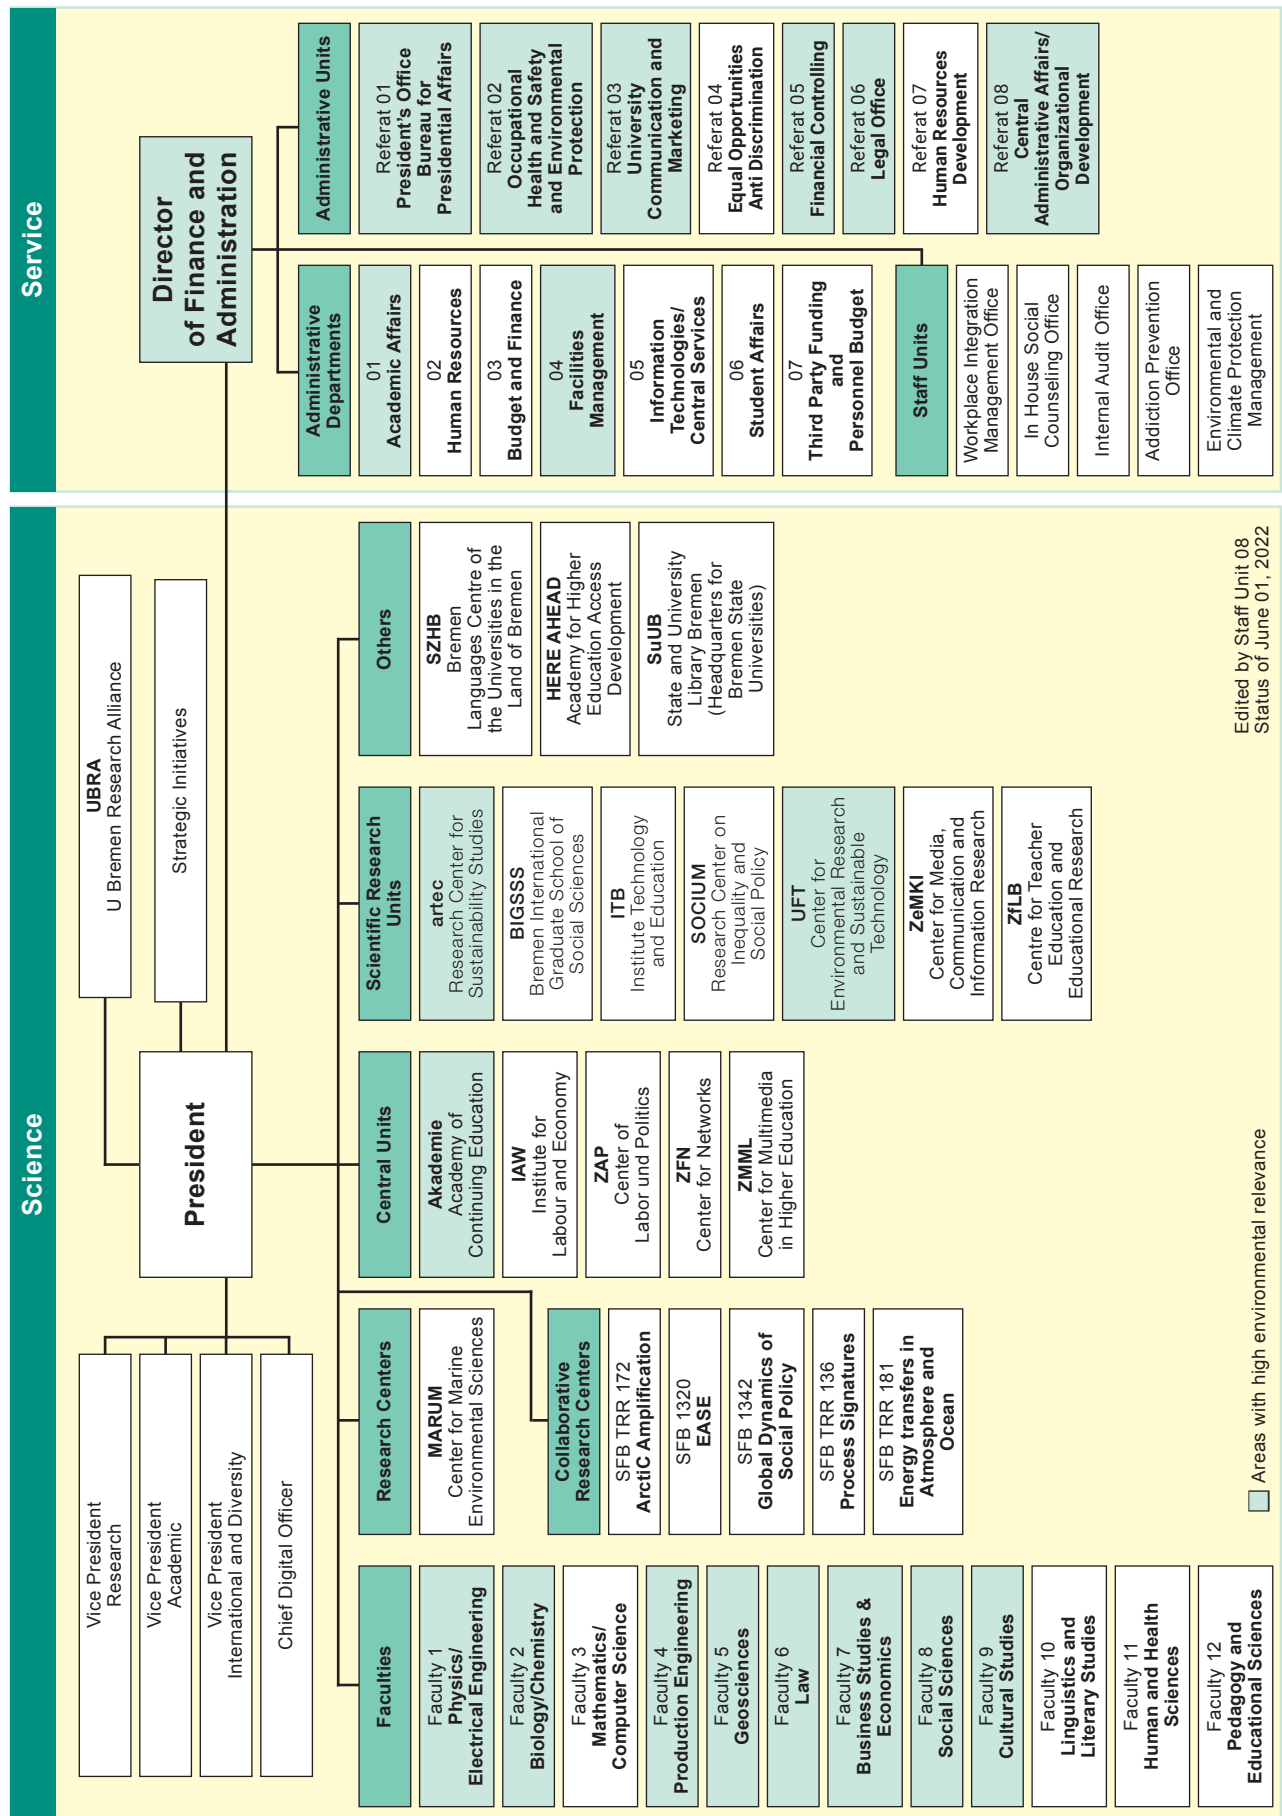 Science
Vice President
Research
Vice President
Academic
Vice President
International and Diversity
Chief Digital Officer
President
UBRA
U Bremen Research Alliance
Strategic Initiatives
Faculties
Faculty 1
Physics/
Electrical Engineering
Faculty 2
Biology/Chemistry
Faculty 3
Mathematics/
Computer Science
Faculty 4
Production Engineering
Faculty 5
Geosciences
Faculty 6
Law
Faculty 7
Business Studies &
Economics
Faculty 8
Social Sciences
Faculty 9
Cultural Studies
Faculty 10
Linguistics and
Literary Studies
Faculty 11
Human and Health
Sciences
Faculty 12
Pedagogy and
Educational Sciences
Research Centers
MARUM
Center for Marine
Environmental Sciences
Collaborative
Research Centers
SFB TRR 172
ArctiC Amplification
SFB 1320
EASE
SFB 1342
Global Dynamics of
Social Policy
SFB TRR 136
Process Signatures
SFB TRR 181
Energy transfers in
Atmosphere and
Ocean
Central Units
Akademie
Academy of
Continuing Education
IAW
Institute for
Labour and Economy
ZAP
Center of
Labor und Politics
ZFN
Center for Networks
ZMML
Center for Multimedia
in Higher Education
Scientific Research
Units
artec
Research Center for
Sustainability Studies
BIGSSS
Bremen International
Graduate School of
Social Sciences
ITB
Institute Technology
and Education
SOCIUM
Research Center on
Inequality and
Social Policy
UFT
Center for
Environmental Research
and Sustainable
Technology
ZeMKI
Center for Media,
Communication and
Information Research
ZfLB
Centre for Teacher
Education and
Educational Research
Others
SZHB
Bremen
Languages Centre of
the Universities in the
Land of Bremen
HERE AHEAD
Academy for Higher
Education Access
Development
SuUB
State and University
Library Bremen
(Headquarters for
Bremen State
Universities)
Areas with high environmental relevance
Edited by Staff Unit 08
Status of June 01, 2022
Service
Director
of Finance and
Administration
Administrative
Departments
01
Academic Affairs
02
Human Resources
03
Budget and Finance
04
Facilities
Management
05
Information
Technologies/
Central Services
06
Student Affairs
07
Third Party Funding
and
Personnel Budget
Staff Units
Workplace Integration
Management Office
In House Social
Counseling Office
Internal Audit Office
Addiction Prevention
Office
Environmental and
Climate Protection
Management
Administrative Units
Referat 01
President's Office
Bureau for
Presidential Affairs
Referat 02
Occupational
Health and Safety
and Environmental
Protection
Referat 03
University
Communication and
Marketing
Referat 04
Equal Opportunities
Anti Discrimination
Referat 05
Financial Controlling
Referat 06
Legal Office
Referat 07
Human Resources
Development
Referat 08
Central
Administrative Affairs/
Organizational
Development